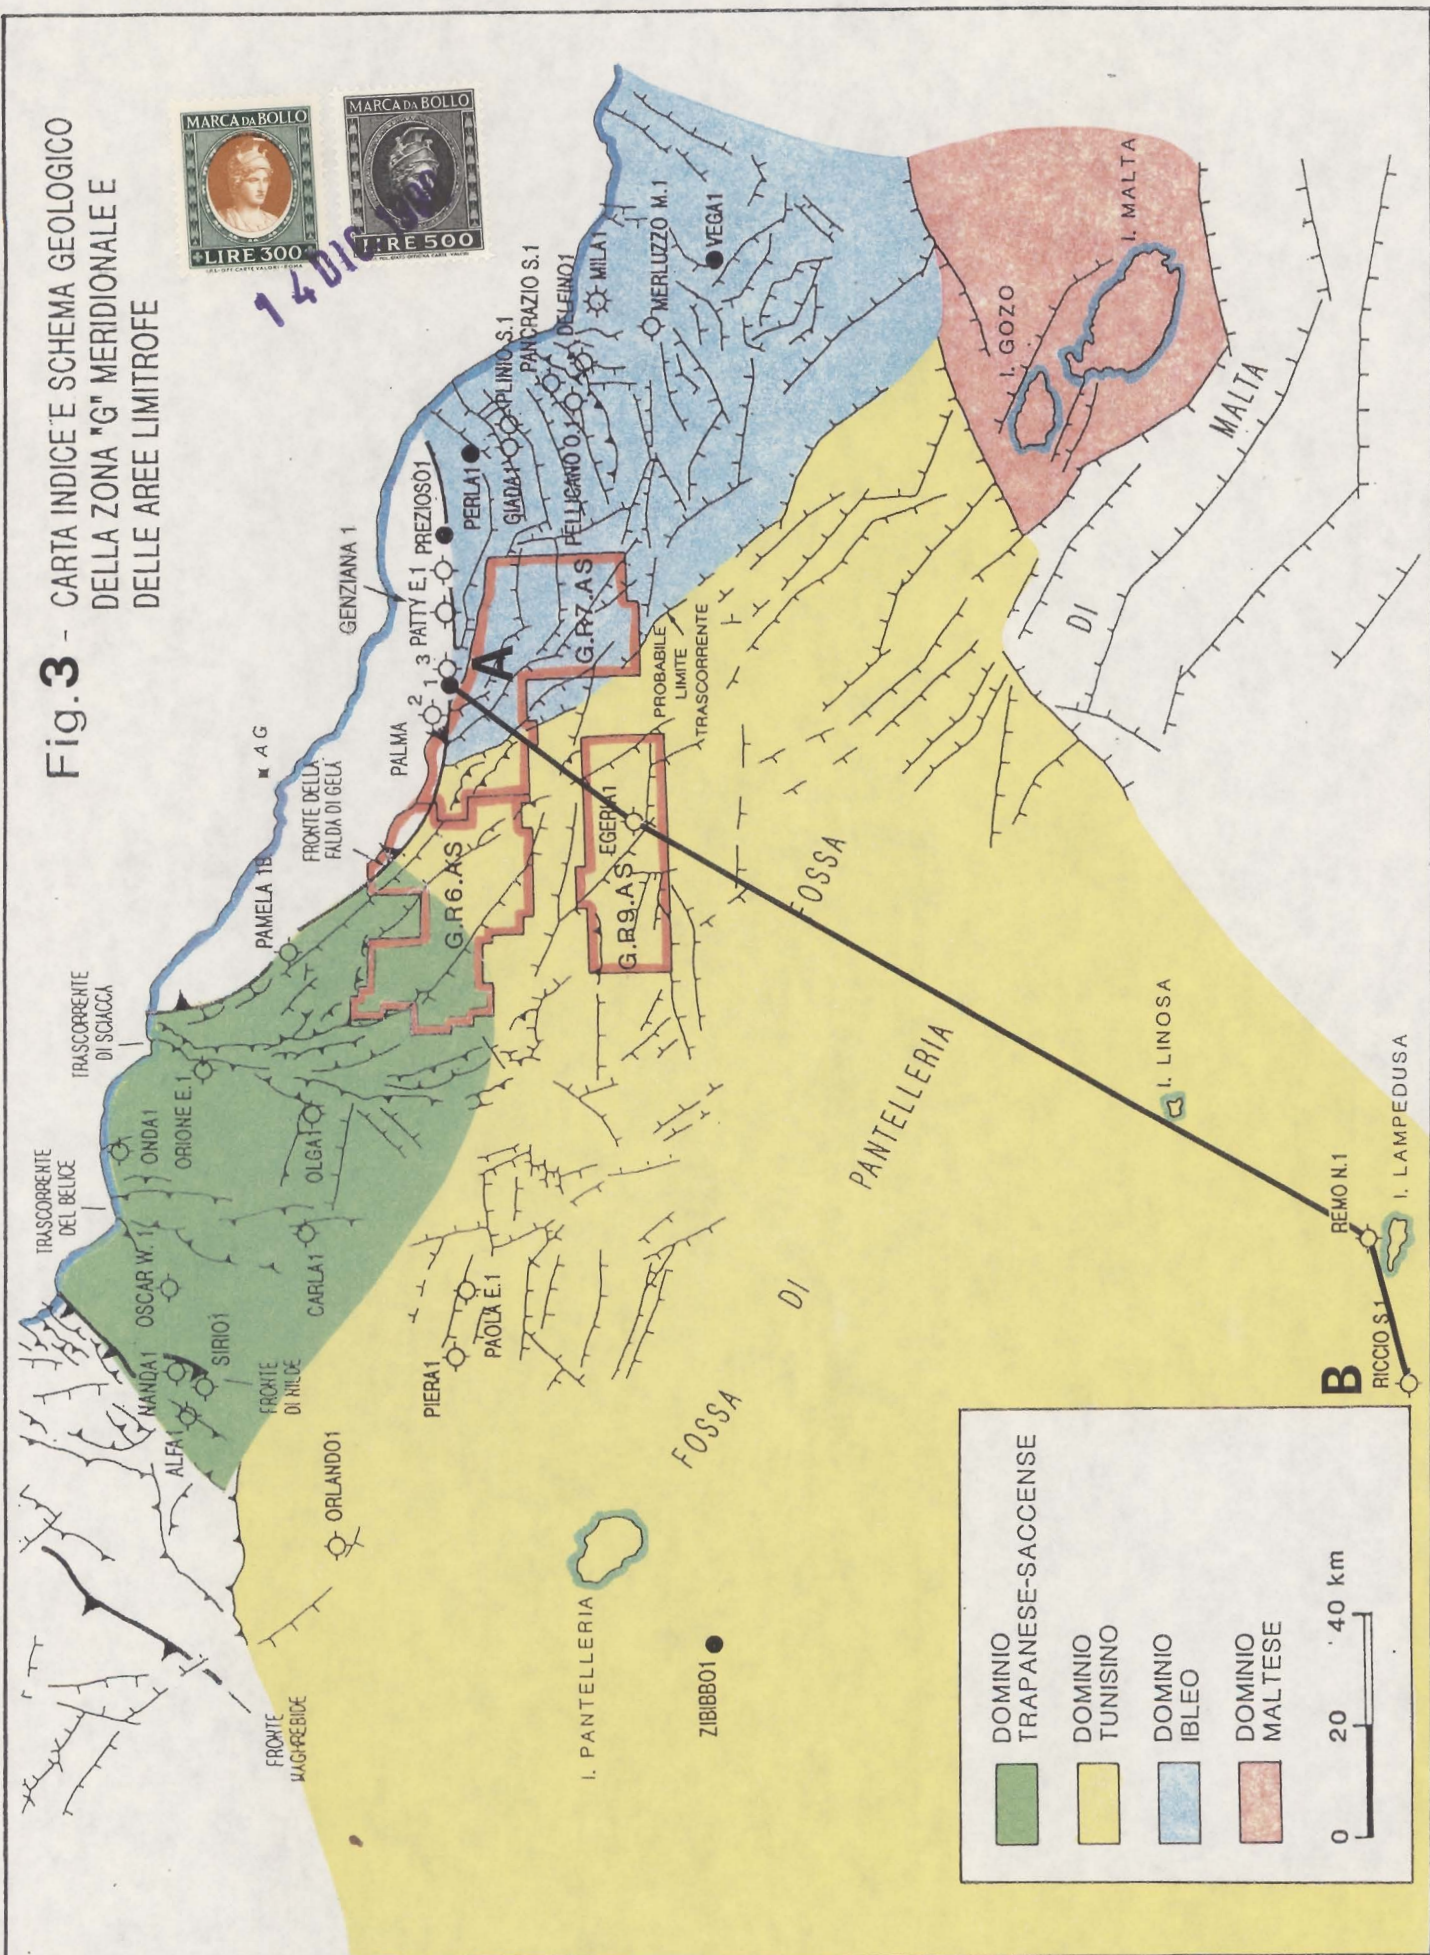 Fig.3 - CARTA INDICE E SCHEMA GEOLOGICO
DELLA ZONA "G" MERIDIONALE E
DELLE AREE LIMITROFE
MARCA DA BOLLO
LIRE 300
MARCA DA BOLLO
LIRE 500
14 DIC.
TRASCORRENTE
DEL BELICE
TRASCORRENTE
DI SCIACCA
AG
GENZIANA 1
FRONTE DELLA
FALDA DI GELA
PALMA
2
1
3
PATTY E.1
PREZIOSO1
PERLA1
GIADA1
PLINIO S.1
PANCRAZIO S.1
DELFINO1
MILA1
MERLUZZO M.1
VEGA1
PELLICANO O.1
PAMELA 1B
ONDA1
ORIONE E.1
OLGA1
OSCAR W.1
CARLA1
NANDA1
SIRIO1
ALFA1
FRONTE
DI NILDE
ORLANDO1
FRONTE
MAGHREBIDE
PIERA1
PAOLA E.1
A
G.R6.AS
G.R7.AS
G.R9.AS
EGERIA1
PROBABILE
LIMITE
TRASCORRENTE
I. GOZO
I. MALTA
FOSSA
DI
PANTELLERIA
FOSSA
DI
MALTA
I. PANTELLERIA
ZIBIBBO1
I. LINOSA
I. LAMPEDUSA
REMO N.1
RICCIO S.1
B
DOMINIO
TRAPANESE-SACCENSE
DOMINIO
TUNISINO
DOMINIO
IBLEO
DOMINIO
MALTESE
0 20 40 km